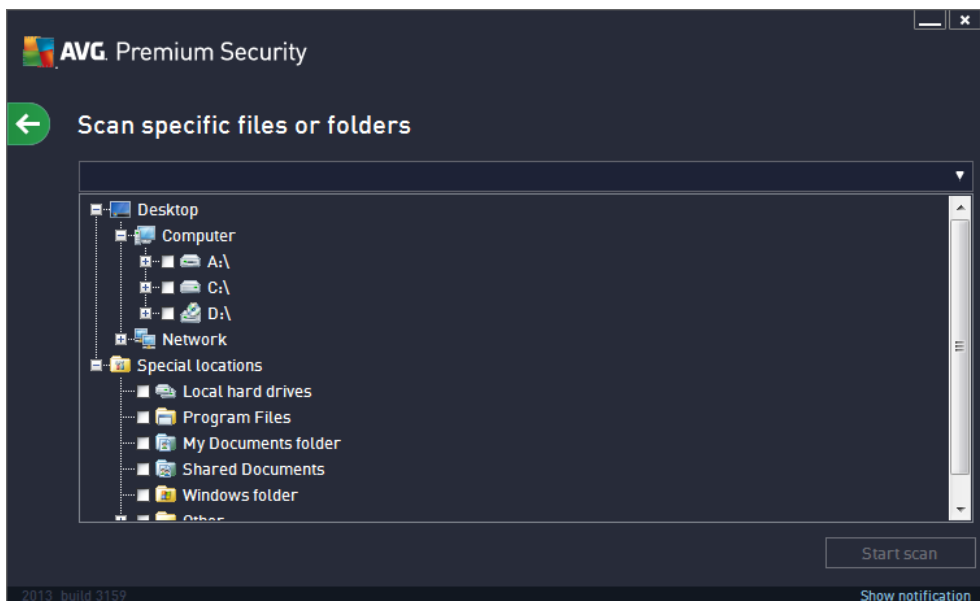 AVG. Premium Security
Scan specific files or folders
Desktop
Computer
A:\
C:\
D:\
Network
Special locations
Local hard drives
Program Files
My Documents folder
Shared Documents
Windows folder
Other
Start scan
2013 build 3159
Show notification